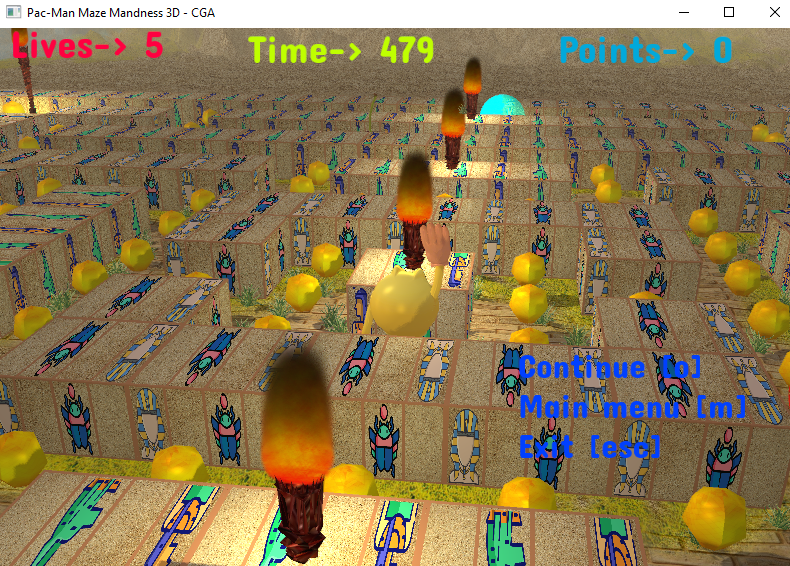 Pac-Man Maze Mandness 3D - CGA
Lives-> 5 Time-> 479 Points-> 0
Continue [o]
Main menu [m]
Exit [esc]